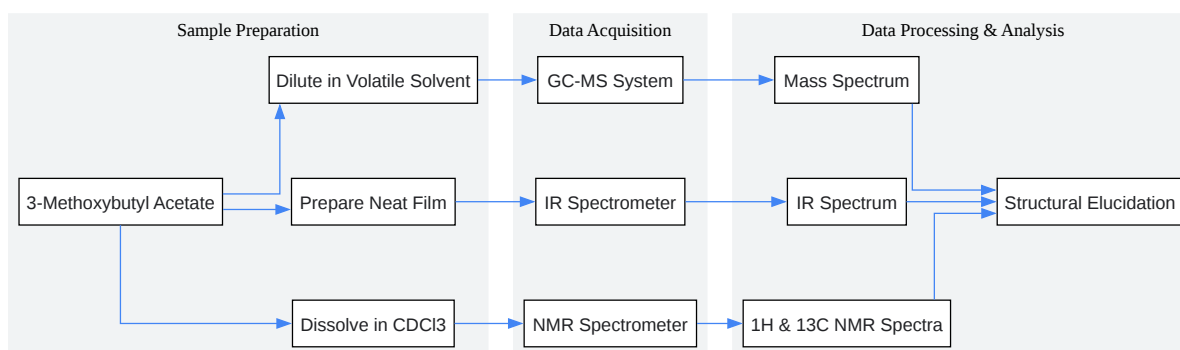 Sample Preparation
Data Acquisition
Data Processing & Analysis
Dilute in Volatile Solvent
GC-MS System
Mass Spectrum
3-Methoxybutyl Acetate
Prepare Neat Film
IR Spectrometer
IR Spectrum
Structural Elucidation
Dissolve in CDCl3
NMR Spectrometer
1H & 13C NMR Spectra